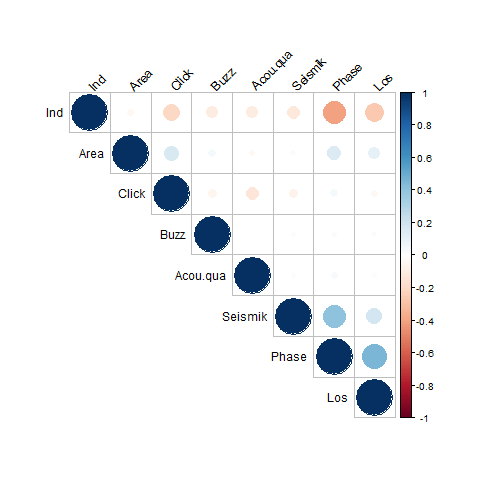 Ind
Area
Click
Buzz
Acou.qua
Seismik
Phase
Los
Ind
Area
Click
Buzz
Acou.qua
Seismik
Phase
Los
1
0.8
0.6
0.4
0.2
0
-0.2
-0.4
-0.6
-0.8
-1